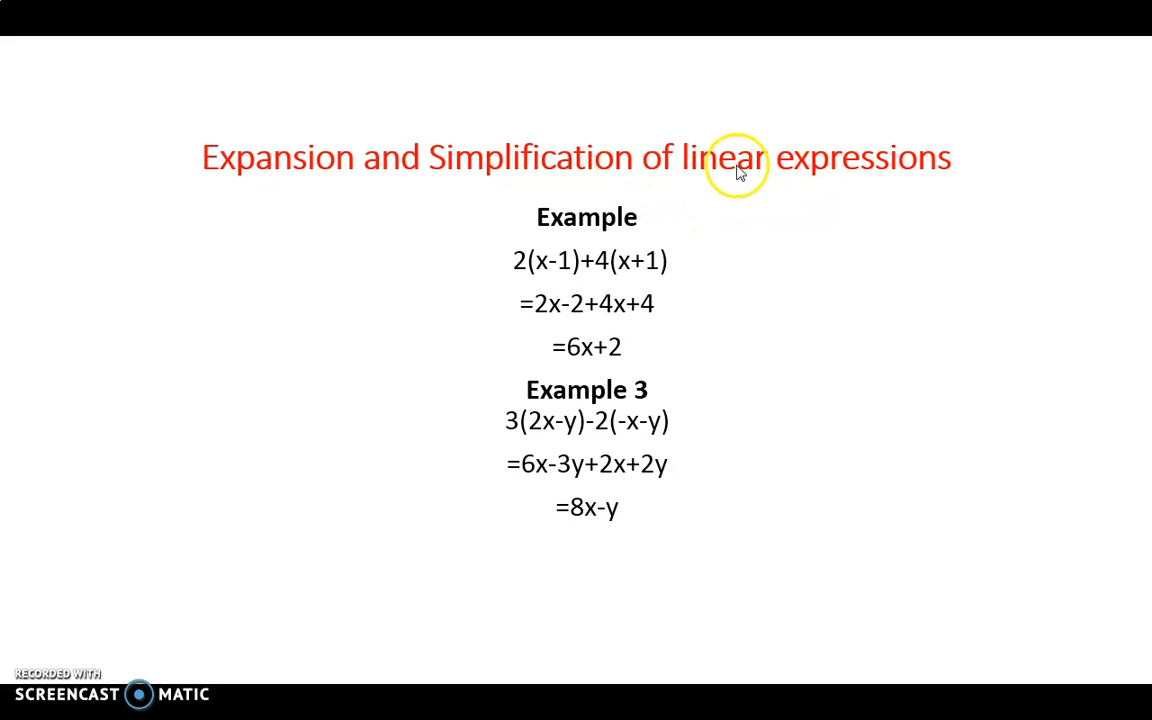 Expansion and Simplification of linear expressions
Example
2(x-1)+4(x+1)
=2x-2+4x+4
=6x+2
Example 3
3(2x-y)-2(-x-y)
=6x-3y+2x+2y
=8x-y
RECORDED WITH
SCREENCAST MATIC